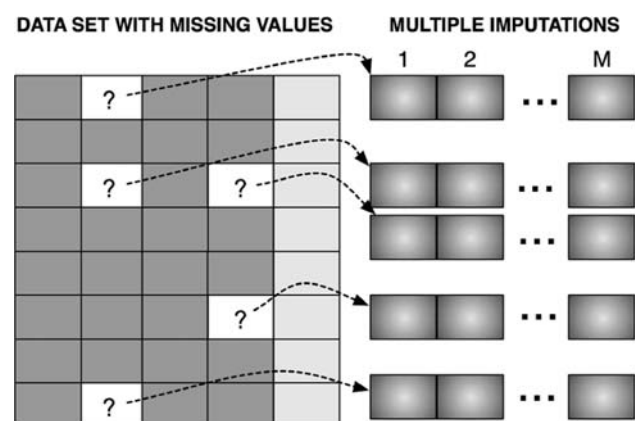 DATA SET WITH MISSING VALUES
MULTIPLE IMPUTATIONS
1 2 M
? ...
? ? ...
...
? ...
? ...